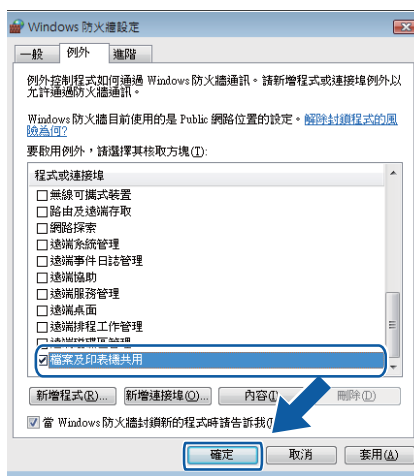 Windows 防火牆設定
一般 例外 進階
例外控制程式如何通過 Windows 防火牆通訊。請新增程式或連接埠例外以
允許通過防火牆通訊。
Windows 防火牆目前使用的是 Public 網路位置的設定。解除封鎖程式的風
險為何?
要啟用例外，請選擇其核取方塊(T):
程式或連接埠
無線可攜式裝置
路由及遠端存取
網路探索
遠端系統管理
遠端事件日誌管理
遠端協助
遠端服務管理
遠端桌面
遠端排程工作管理
遠端磁碟區管理
檔案及印表機共用
新增程式(R)... 新增連接埠(O)... 內容(I) 刪除(D)
當 Windows 防火牆封鎖新的程式時請告訴我(
確定 取消 套用(A)